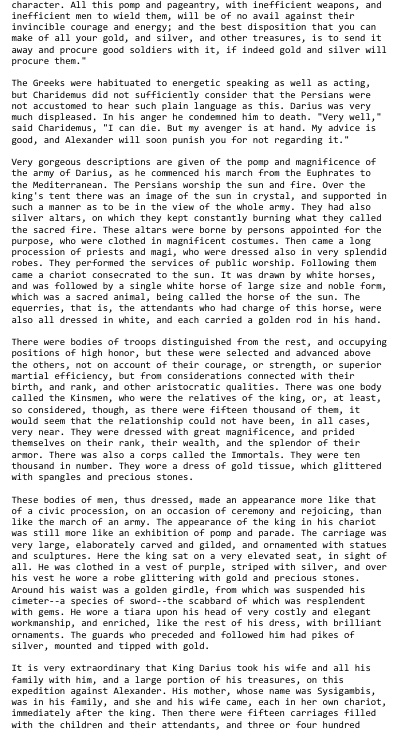 character. All this pomp and pageantry, with inefficient weapons, and
inefficient men to wield them, will be of no avail against their
invincible courage and energy; and the best disposition that you can
make of all your gold, and silver, and other treasures, is to send it
away and procure good soldiers with it, if indeed gold and silver will
procure them."

The Greeks were habituated to energetic speaking as well as acting,
but Charidemus did not sufficiently consider that the Persians were
not accustomed to hear such plain language as this. Darius was very
much displeased. In his anger he condemned him to death. "Very well,"
said Charidemus, "I can die. But my avenger is at hand. My advice is
good, and Alexander will soon punish you for not regarding it."

Very gorgeous descriptions are given of the pomp and magnificence of
the army of Darius, as he commenced his march from the Euphrates to
the Mediterranean. The Persians worship the sun and fire. Over the
king's tent there was an image of the sun in crystal, and supported in
such a manner as to be in the view of the whole army. They had also
silver altars, on which they kept constantly burning what they called
the sacred fire. These altars were borne by persons appointed for the
purpose, who were clothed in magnificent costumes. Then came a long
procession of priests and magi, who were dressed also in very splendid
robes. They performed the services of public worship. Following them
came a chariot consecrated to the sun. It was drawn by white horses,
and was followed by a single white horse of large size and noble form,
which was a sacred animal, being called the horse of the sun. The
equerries, that is, the attendants who had charge of this horse, were
also all dressed in white, and each carried a golden rod in his hand.

There were bodies of troops distinguished from the rest, and occupying
positions of high honor, but these were selected and advanced above
the others, not on account of their courage, or strength, or superior
martial efficiency, but from considerations connected with their
birth, and rank, and other aristocratic qualities. There was one body
called the Kinsmen, who were the relatives of the king, or, at least,
so considered, though, as there were fifteen thousand of them, it
would seem that the relationship could not have been, in all cases,
very near. They were dressed with great magnificence, and prided
themselves on their rank, their wealth, and the splendor of their
armor. There was also a corps called the Immortals. They were ten
thousand in number. They wore a dress of gold tissue, which glittered
with spangles and precious stones.

These bodies of men, thus dressed, made an appearance more like that
of a civic procession, on an occasion of ceremony and rejoicing, than
like the march of an army. The appearance of the king in his chariot
was still more like an exhibition of pomp and parade. The carriage was
very large, elaborately carved and gilded, and ornamented with statues
and sculptures. Here the king sat on a very elevated seat, in sight of
all. He was clothed in a vest of purple, striped with silver, and over
his vest he wore a robe glittering with gold and precious stones.
Around his waist was a golden girdle, from which was suspended his
cimeter--a species of sword--the scabbard of which was resplendent
with gems. He wore a tiara upon his head of very costly and elegant
workmanship, and enriched, like the rest of his dress, with brilliant
ornaments. The guards who preceded and followed him had pikes of
silver, mounted and tipped with gold.

It is very extraordinary that King Darius took his wife and all his
family with him, and a large portion of his treasures, on this
expedition against Alexander. His mother, whose name was Sysigambis,
was in his family, and she and his wife came, each in her own chariot,
immediately after the king. Then there were fifteen carriages filled
with the children and their attendants, and three or four hundred